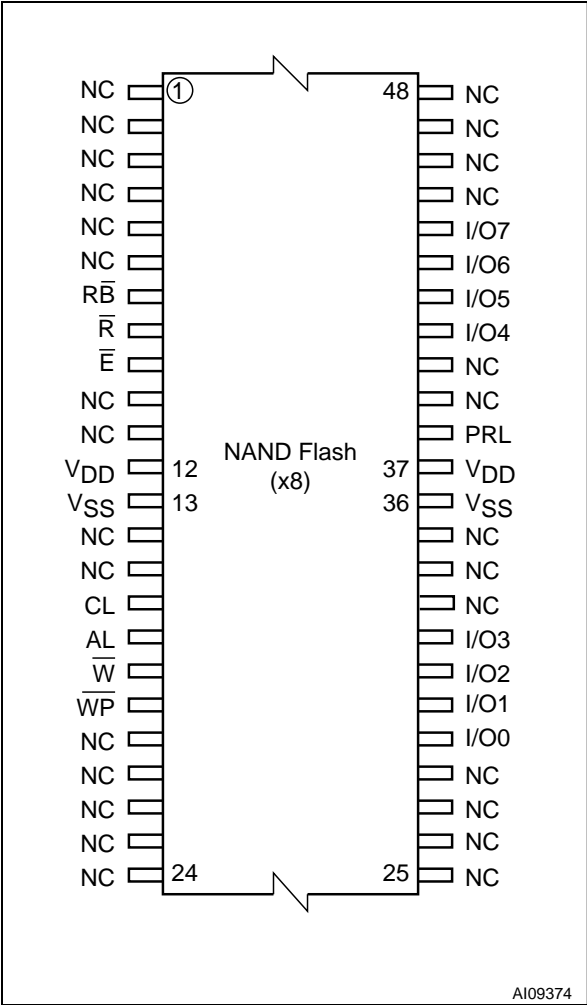 NC ① 48 NC
NC NC
NC NC
NC NC
NC I/O7
NC I/O6
RB̅ I/O5
R̅ I/O4
E̅ NC
NC NC
NC PRL
NAND Flash
(x8)
VDD 12 37 VDD
VSS 13 36 VSS
NC NC
NC NC
CL NC
AL I/O3
W̅ I/O2
W̅P̅ I/O1
NC I/O0
NC NC
NC NC
NC NC
NC 24 25 NC
AI09374